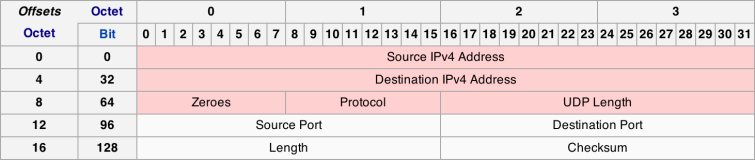 Offsets Octet 0 1 2 3
Octet Bit 0 1 2 3 4 5 6 7 8 9 10 11 12 13 14 15 16 17 18 19 20 21 22 23 24 25 26 27 28 29 30 31
0 0 Source IPv4 Address
4 32 Destination IPv4 Address
8 64 Zeroes Protocol UDP Length
12 96 Source Port Destination Port
16 128 Length Checksum